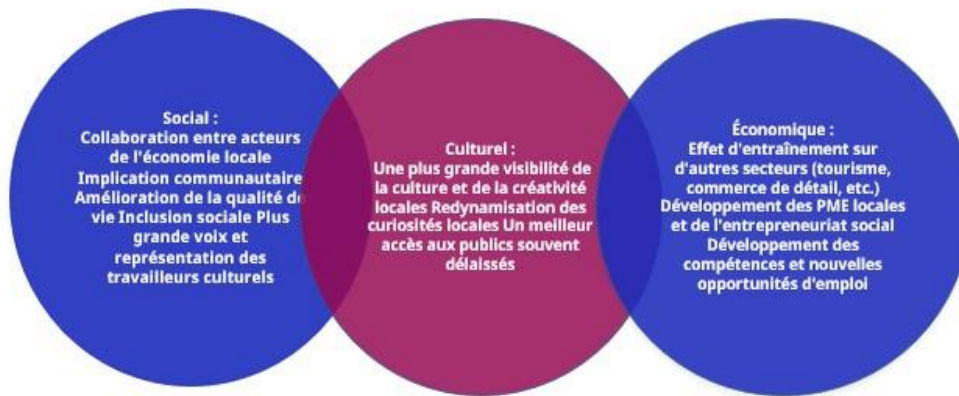 Social :
Collaboration entre acteurs
de l'économie locale
Implication communautaire
Amélioration de la qualité de
vie Inclusion sociale Plus
grande voix et
représentation des
travailleurs culturels
Culturel :
Une plus grande visibilité de
la culture et de la créativité
locales Redynamisation des
curiosités locales Un meilleur
accès aux publics souvent
délaissés
Économique :
Effet d'entraînement sur
d'autres secteurs (tourisme,
commerce de détail, etc.)
Développement des PME locales
et de l'entrepreneuriat social
Développement des
compétences et nouvelles
opportunités d'emploi